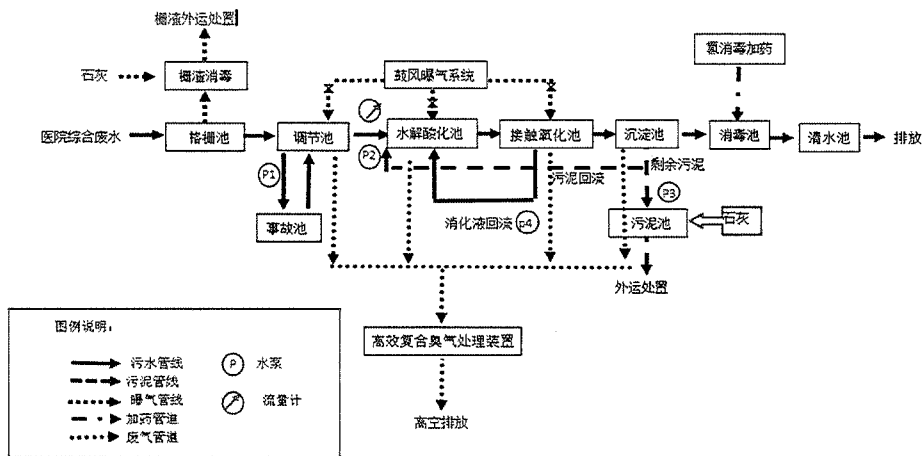 栅渣外运处置
氯消毒加药
石灰
栅渣消毒
鼓风曝气系统
医院综合废水
格栅池
调节池
水解酸化池
接触氧化池
沉淀池
消毒池
清水池
排放
P1
P2
污泥回流
剩余污泥
P3
事故池
消化液回流
p4
污泥池
石灰
外运处置
图例说明：
高效复合臭气处理装置
污水管线
P
水泵
污泥管线
曝气管线
流量计
加药管道
废气管道
高空排放